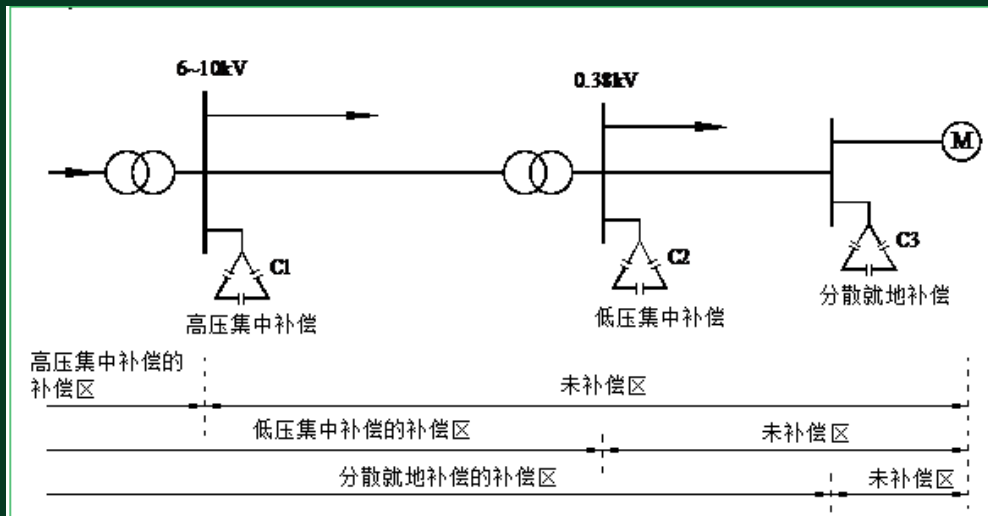 6~10kV
0.38kV
M
C1
C2
C3
高压集中补偿
低压集中补偿
分散就地补偿
高压集中补偿的
补偿区
未补偿区
低压集中补偿的补偿区
未补偿区
分散就地补偿的补偿区
未补偿区